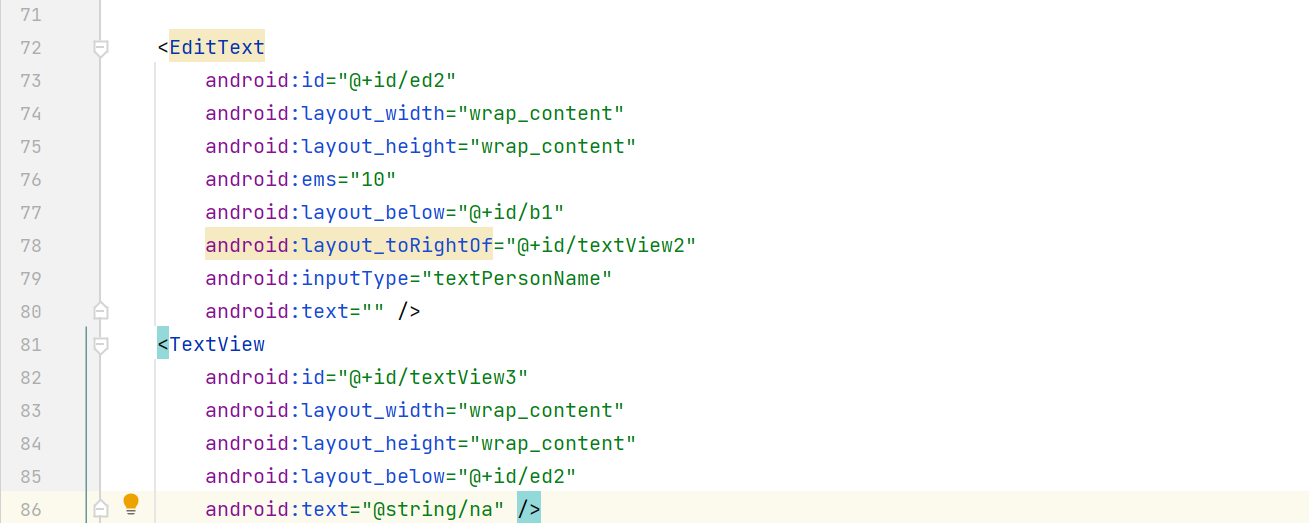 71
72 <EditText
73 android:id="@+id/ed2"
74 android:layout_width="wrap_content"
75 android:layout_height="wrap_content"
76 android:ems="10"
77 android:layout_below="@+id/b1"
78 android:layout_toRightOf="@+id/textView2"
79 android:inputType="textPersonName"
80 android:text="" />
81 <TextView
82 android:id="@+id/textView3"
83 android:layout_width="wrap_content"
84 android:layout_height="wrap_content"
85 android:layout_below="@+id/ed2"
86 android:text="@string/na" />